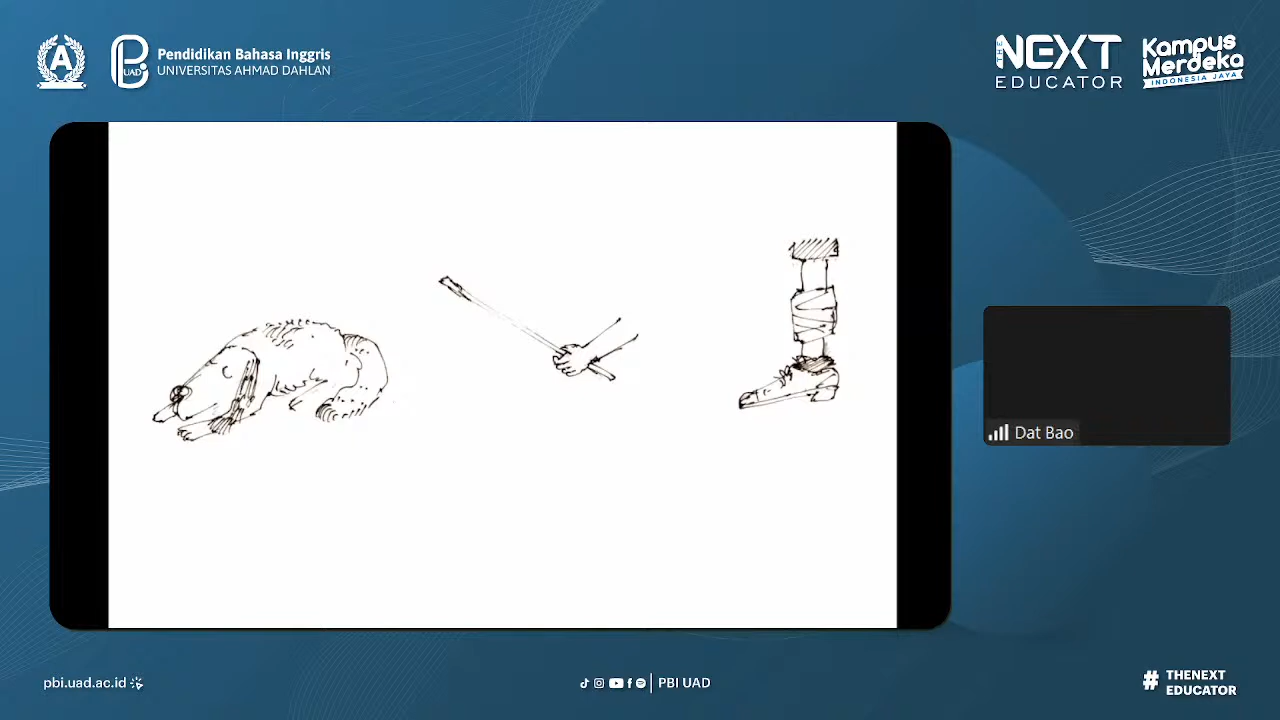 A
UAD
Pendidikan Bahasa Inggris
UNIVERSITAS AHMAD DAHLAN
THE NEXT
EDUCATOR
Kampus
Merdeka
INDONESIA JAYA
Dat Bao
pbi.uad.ac.id
PBI UAD
# THENEXT
EDUCATOR